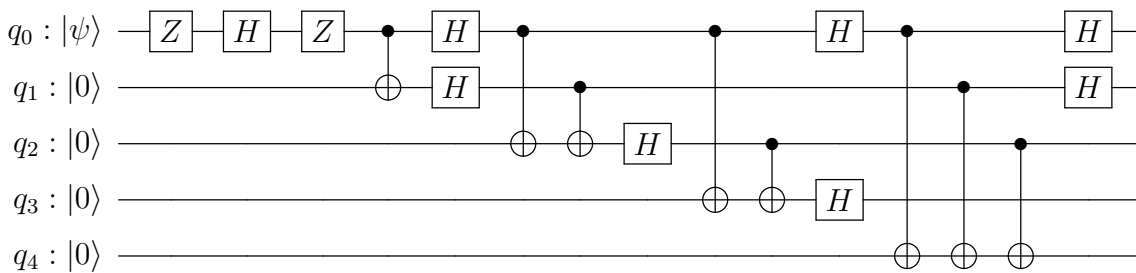 q₀ : |ψ⟩ Z H Z H H H
q₁ : |0⟩ H H
q₂ : |0⟩ H
q₃ : |0⟩ H
q₄ : |0⟩